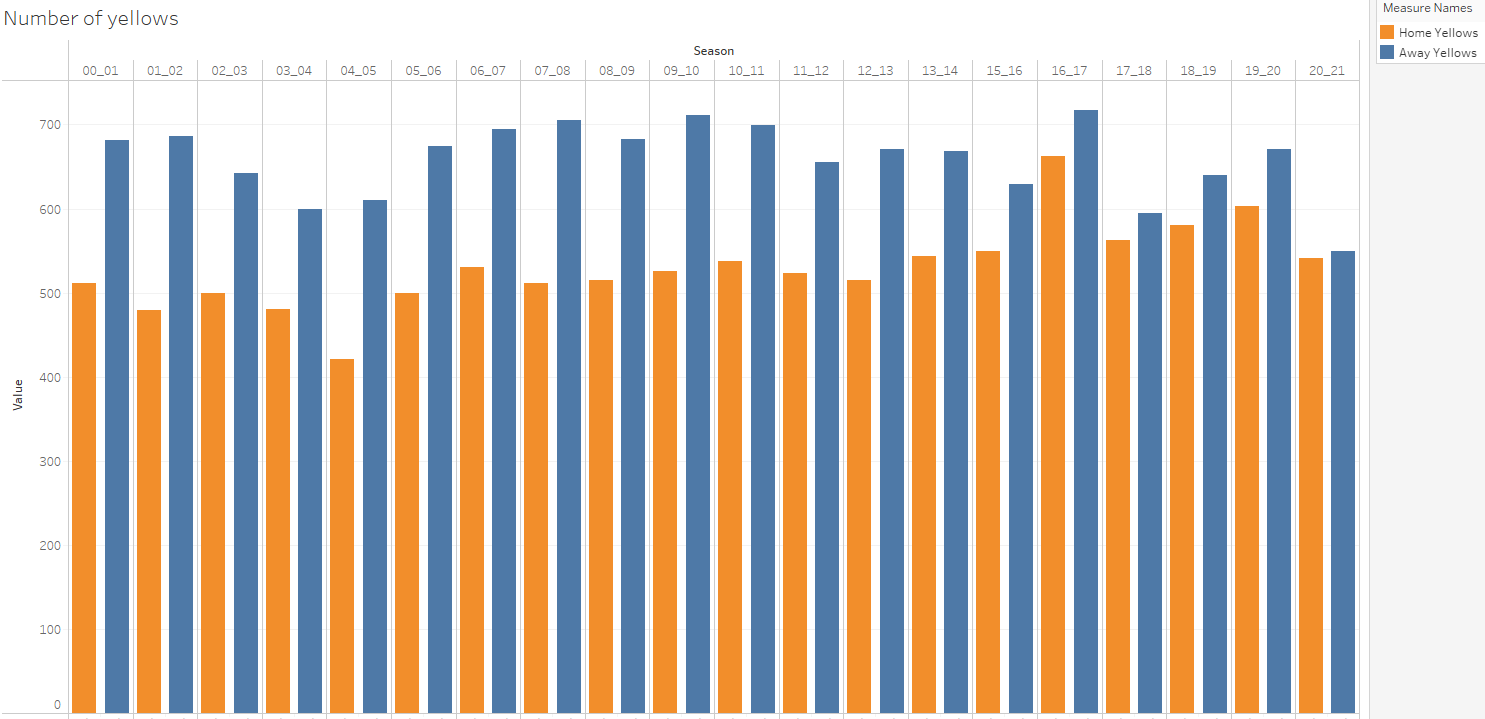 Number of yellows
Season
00_01 01_02 02_03 03_04 04_05 05_06 06_07 07_08 08_09 09_10 10_11 11_12 12_13 13_14 15_16 16_17 17_18 18_19 19_20 20_21
700
600
500
400
300
200
100
0
Value
Measure Names
Home Yellows
Away Yellows